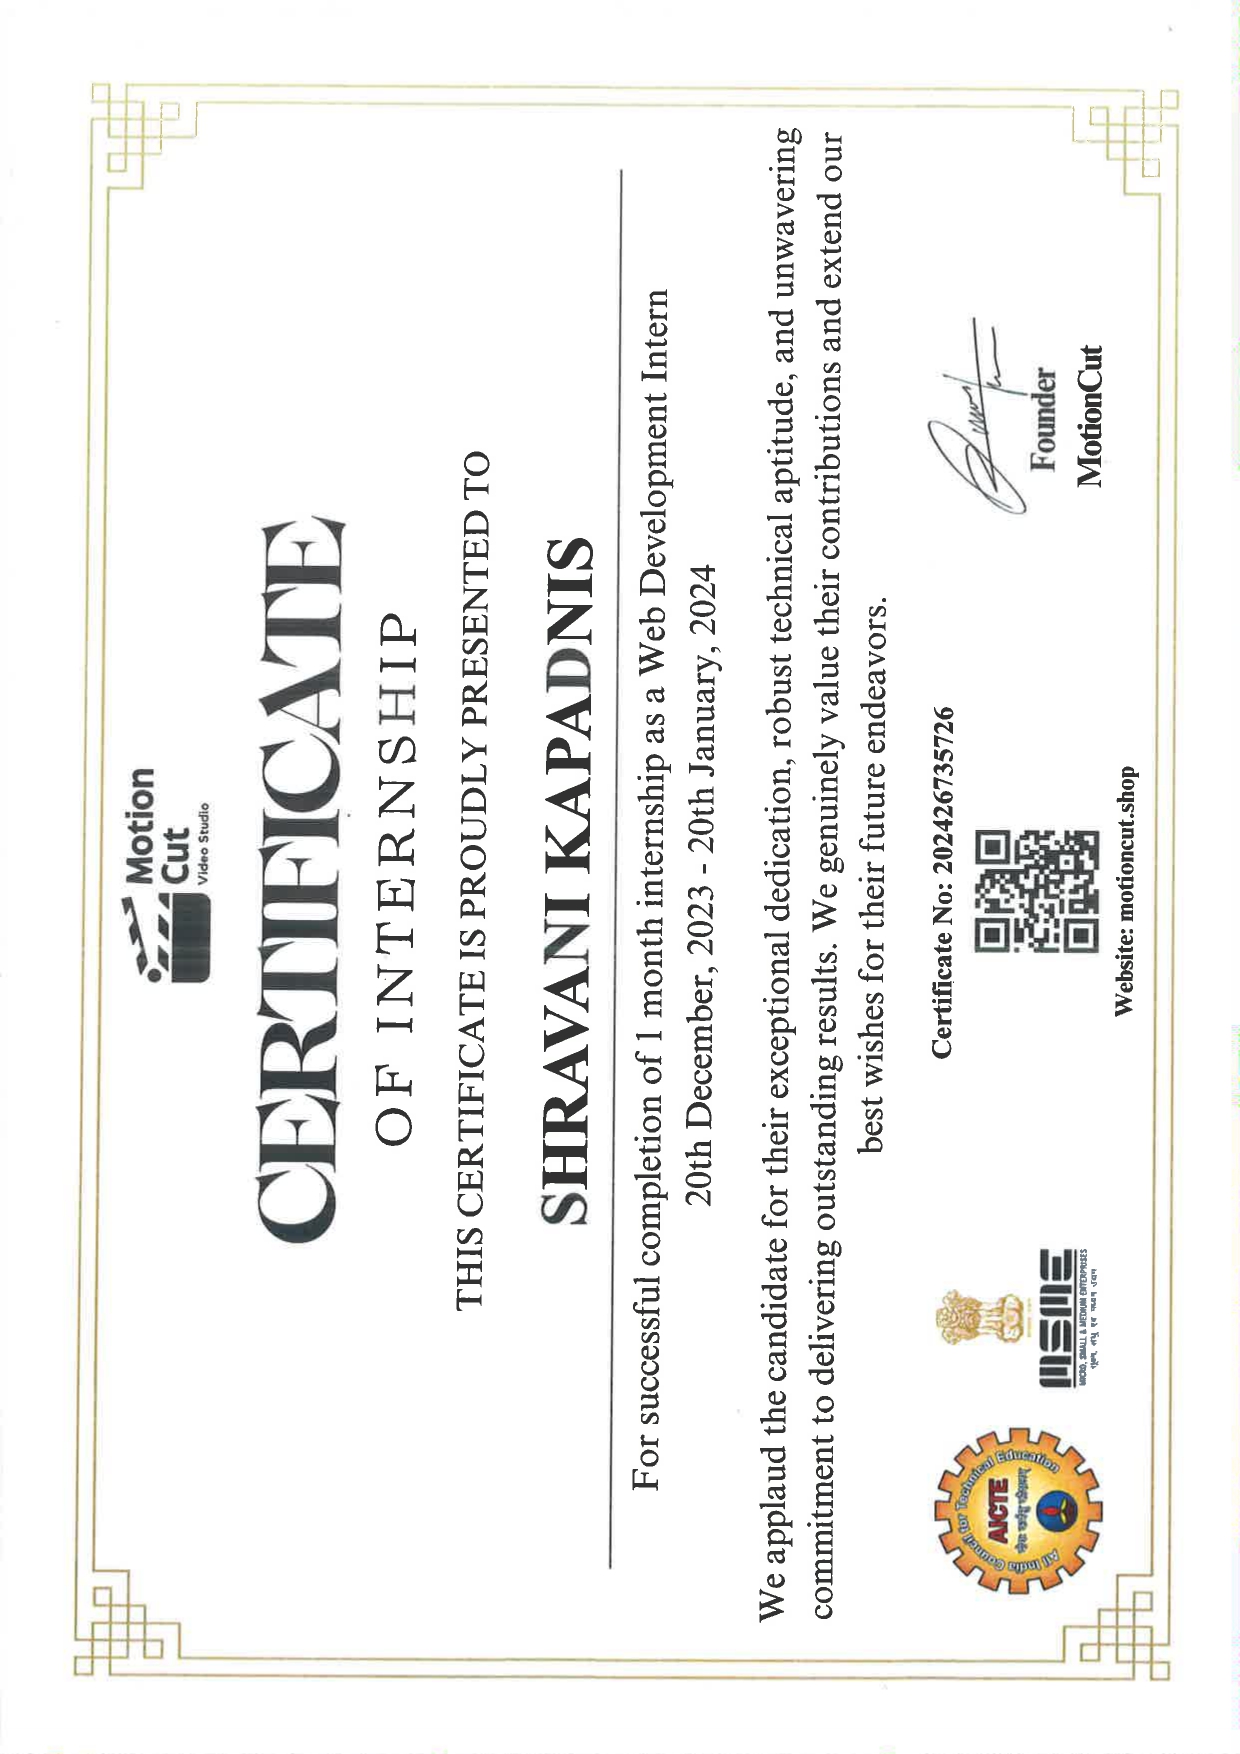 Motion
Cut
Video Studio
CERTIFICATE
OF INTERNSHIP
THIS CERTIFICATE IS PROUDLY PRESENTED TO
SHRAVANI KAPADNIS
For successful completion of 1 month internship as a Web Development Intern
20th December, 2023 - 20th January, 2024
We applaud the candidate for their exceptional dedication, robust technical aptitude, and unwavering
commitment to delivering outstanding results. We genuinely value their contributions and extend our
best wishes for their future endeavors.
Certificate No: 202426735726
All India Council for Technical Education
AICTE
MSME
MICRO, SMALL & MEDIUM ENTERPRISES
Founder
MotionCut
Website: motioncut.shop